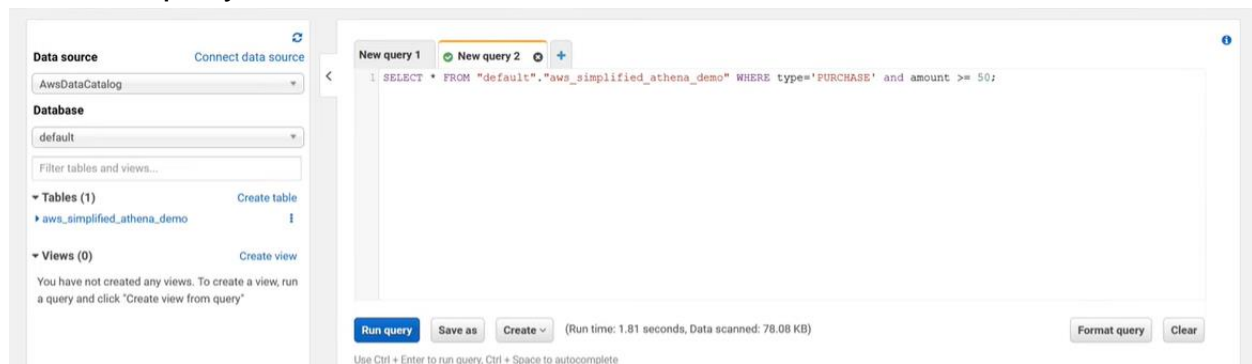 Data source
Connect data source
AwsDataCatalog
Database
default
Filter tables and views...
Tables (1)
Create table
aws_simplified_athena_demo
Views (0)
Create view
You have not created any views. To create a view, run
a query and click "Create view from query"
New query 1
New query 2
+
1 SELECT * FROM "default"."aws_simplified_athena_demo" WHERE type='PURCHASE' and amount >= 50;
Run query
Save as
Create
(Run time: 1.81 seconds, Data scanned: 78.08 KB)
Format query
Clear
Use Ctrl + Enter to run query, Ctrl + Space to autocomplete